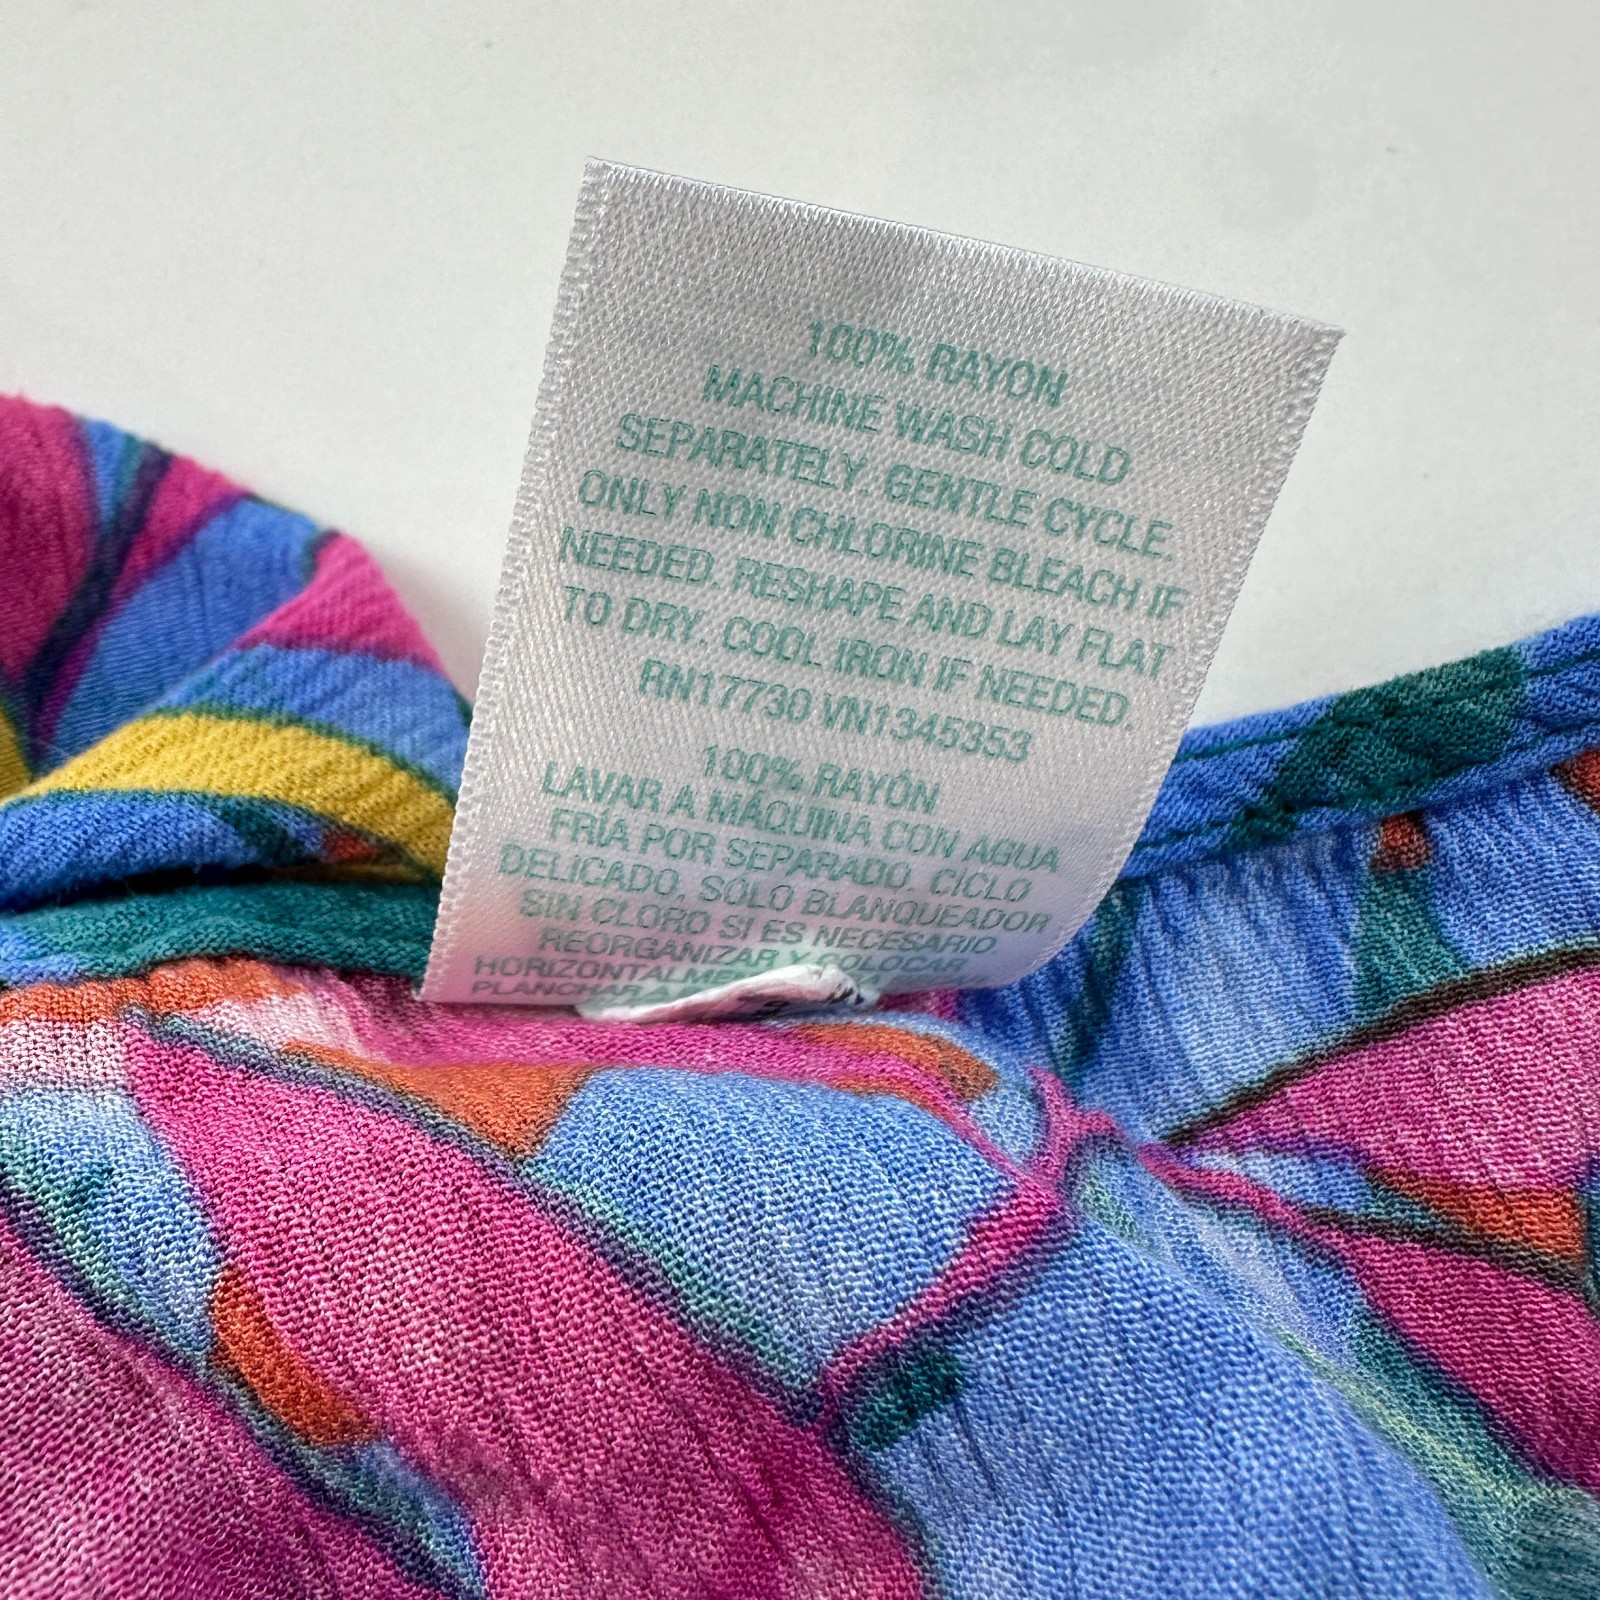 100% RAYON
MACHINE WASH COLD
SEPARATELY. GENTLE CYCLE.
ONLY NON CHLORINE BLEACH IF
NEEDED. RESHAPE AND LAY FLAT
TO DRY. COOL IRON IF NEEDED.
RN17730 VN1345353
100% RAYÓN
LAVAR A MÁQUINA CON AGUA
FRÍA POR SEPARADO. CICLO
DELICADO, SÓLO BLANQUEADOR
SIN CLORO SI ES NECESARIO.
REORGANIZAR Y COLOCAR
HORIZONTALME
PLANCHAR A